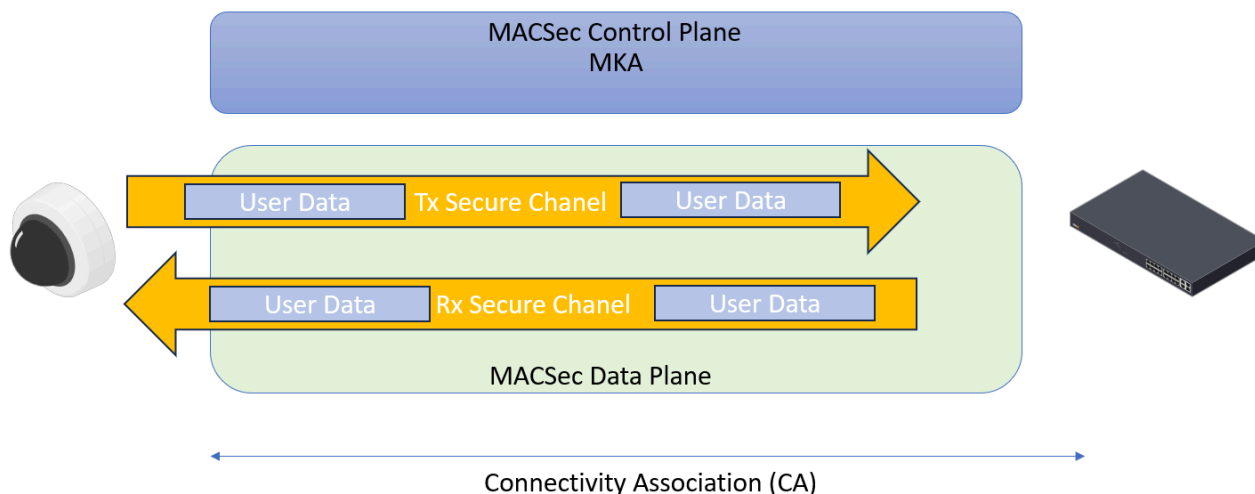 MACSec Control Plane
MKA
User Data Tx Secure Chanel User Data
User Data Rx Secure Chanel User Data
MACSec Data Plane
Connectivity Association (CA)